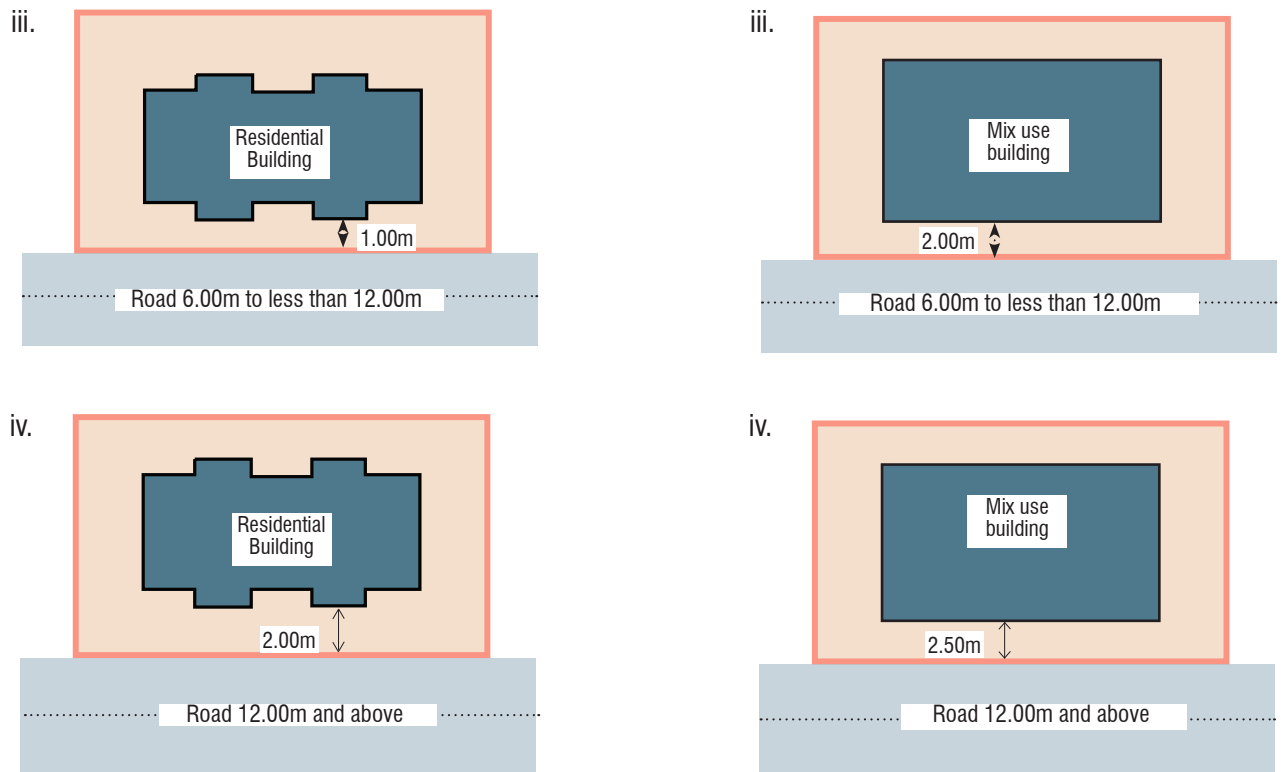 iii.
Residential
Building
1.00m
Road 6.00m to less than 12.00m
iii.
Mix use
building
2.00m
Road 6.00m to less than 12.00m
iv.
Residential
Building
2.00m
Road 12.00m and above
iv.
Mix use
building
2.50m
Road 12.00m and above